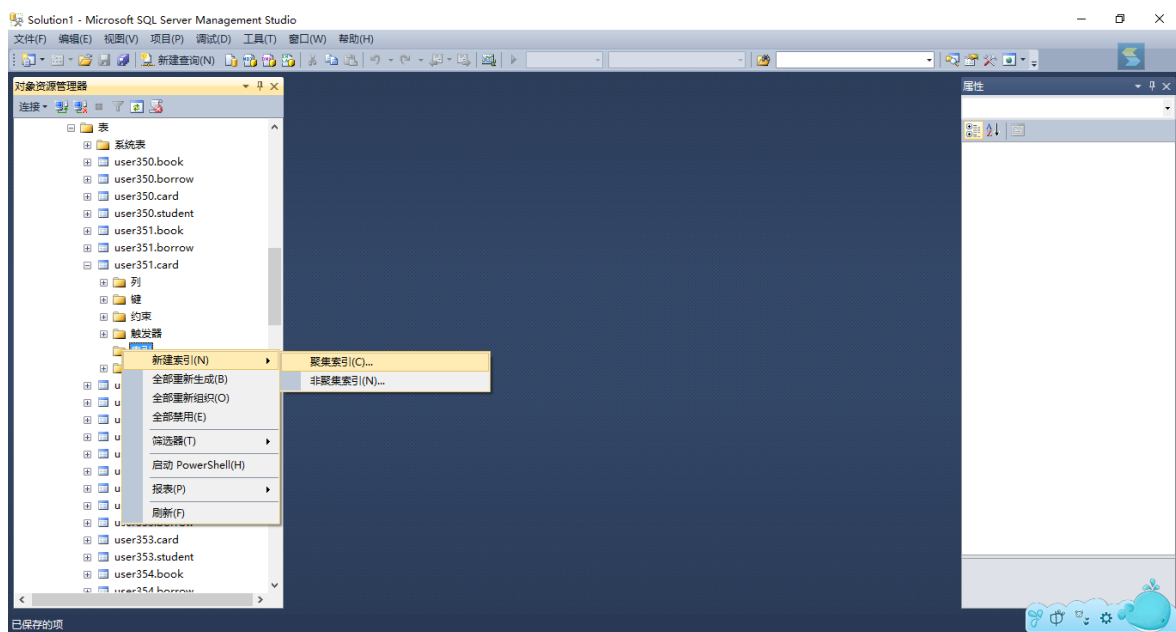 Solution1 - Microsoft SQL Server Management Studio
文件(F) 编辑(E) 视图(V) 项目(P) 调试(D) 工具(T) 窗口(W) 帮助(H)
新建查询(N)
对象资源管理器
连接
表
系统表
user350.book
user350.borrow
user350.card
user350.student
user351.book
user351.borrow
user351.card
列
键
约束
触发器
新建索引(N)
全部重新生成(B)
全部重新组织(O)
全部禁用(E)
筛选器(T)
启动 PowerShell(H)
报表(P)
刷新(F)
聚集索引(C)...
非聚集索引(N)...
user353.card
user353.student
user354.book
user354.borrow
属性
已保存的项